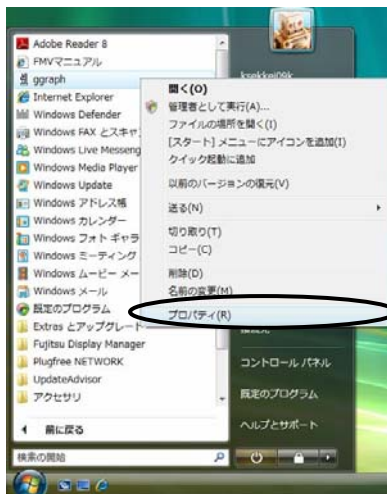 Adobe Reader 8
FMVマニュアル
ggraph
Internet Explorer
Windows Defender
Windows FAX とスキャ
Windows Live Messeng
Windows Media Player
Windows Update
Windows アドレス帳
Windows カレンダー
Windows フォト ギャラ
Windows ミーティング
Windows ムービー メー
Windows メール
既定のプログラム
Extras とアップグレード
Fujitsu Display Manager
Plugfree NETWORK
UpdateAdvisor
アクセサリ
前に戻る
検索の開始
開く(O)
管理者として実行(A)...
ファイルの場所を開く(I)
[スタート] メニューにアイコンを追加(I)
クイック起動に追加
以前のバージョンの復元(V)
送る(N)
切り取り(T)
コピー(C)
削除(D)
名前の変更(M)
プロパティ(R)
コントロール パネル
既定のプログラム
ヘルプとサポート